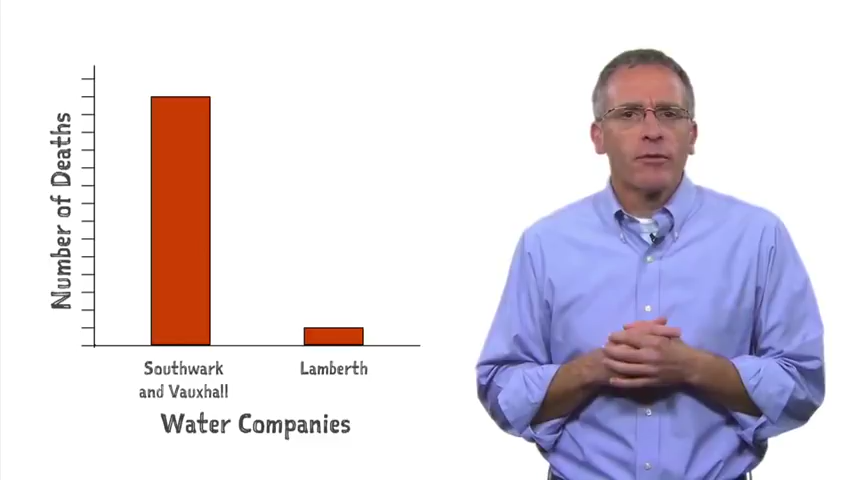 Number of Deaths
Southwark
and Vauxhall
Lamberth
Water Companies